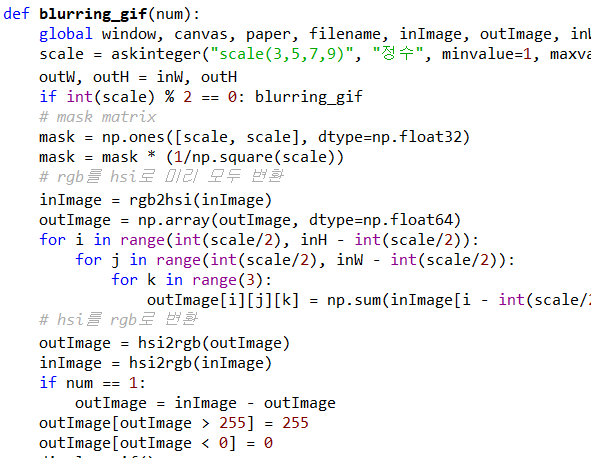 def blurring_gif(num):
global window, canvas, paper, filename, inImage, outImage, inW
scale = askinteger("scale(3,5,7,9)", "정수", minvalue=1, maxva
outW, outH = inW, outH
if int(scale) % 2 == 0: blurring_gif
# mask matrix
mask = np.ones([scale, scale], dtype=np.float32)
mask = mask * (1/np.square(scale))
# rgb를 hsi로 미리 모두 변환
inImage = rgb2hsi(inImage)
outImage = np.array(outImage, dtype=np.float64)
for i in range(int(scale/2), inH - int(scale/2)):
for j in range(int(scale/2), inW - int(scale/2)):
for k in range(3):
outImage[i][j][k] = np.sum(inImage[i - int(scale/2
# hsi를 rgb로 변환
outImage = hsi2rgb(outImage)
inImage = hsi2rgb(inImage)
if num == 1:
outImage = inImage - outImage
outImage[outImage > 255] = 255
outImage[outImage < 0] = 0